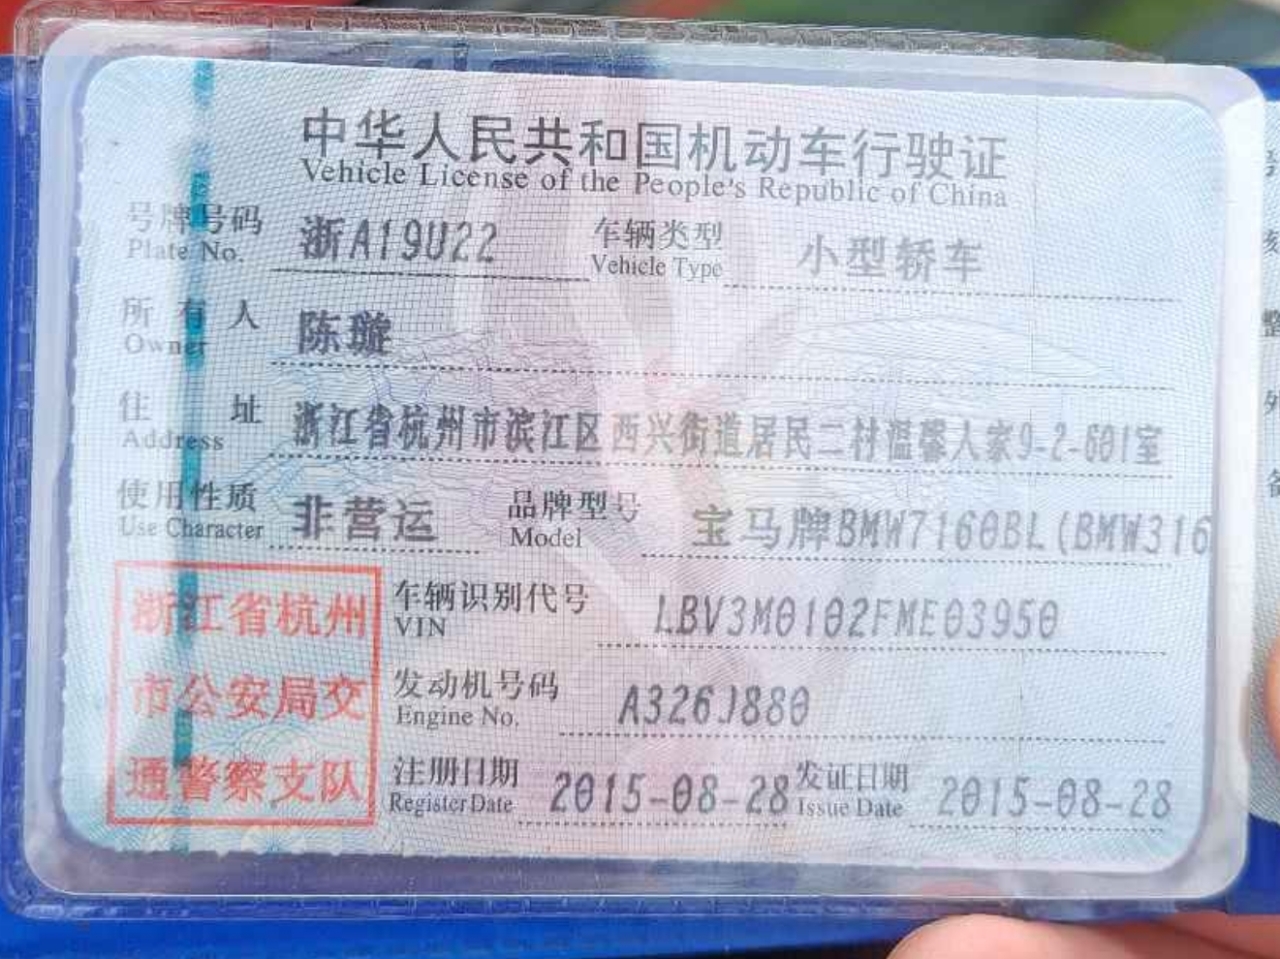 中华人民共和国机动车行驶证
Vehicle License of the People's Republic of China
号牌号码 浙A19U22 车辆类型 小型轿车
Plate No. Vehicle Type
所有人 陈璇
Owner
住址 浙江省杭州市滨江区西兴街道居民二村温馨人家9-2-601室
Address
使用性质 非营运 品牌型号 宝马牌BMW7160BL(BMW316
Use Character Model
浙江省杭州
市公安局交
通警察支队
车辆识别代号 LBV3M0102FME03950
VIN
发动机号码 A326J880
Engine No.
注册日期 2015-08-28 发证日期 2015-08-28
Register Date Issue Date